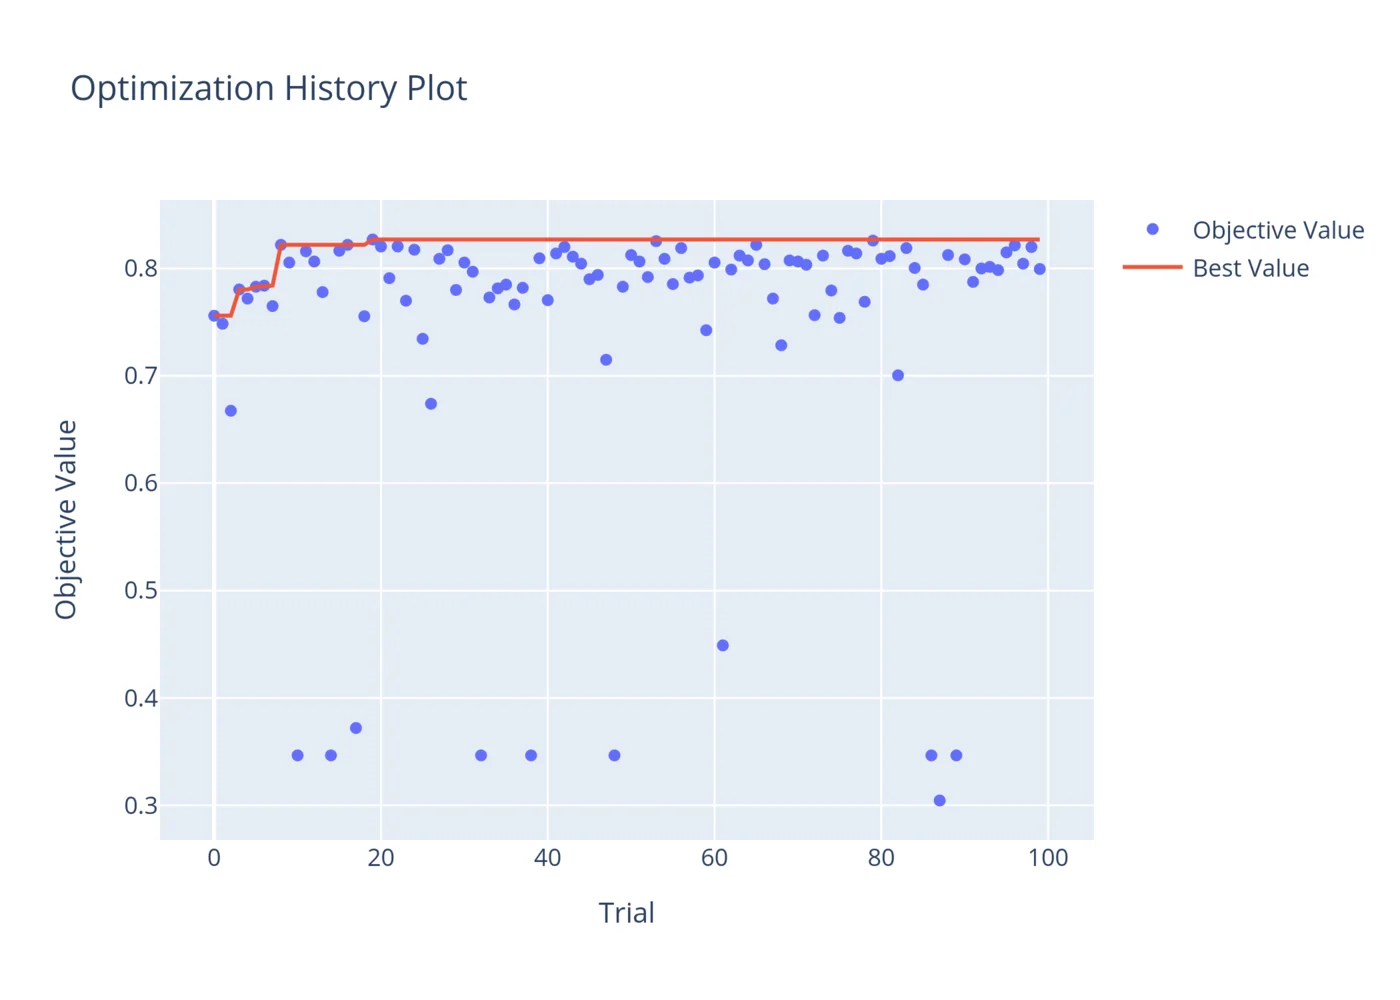 Optimization History Plot
Objective Value
Best Value
0.8
0.7
0.6
0.5
0.4
0.3
Objective Value
0 20 40 60 80 100
Trial